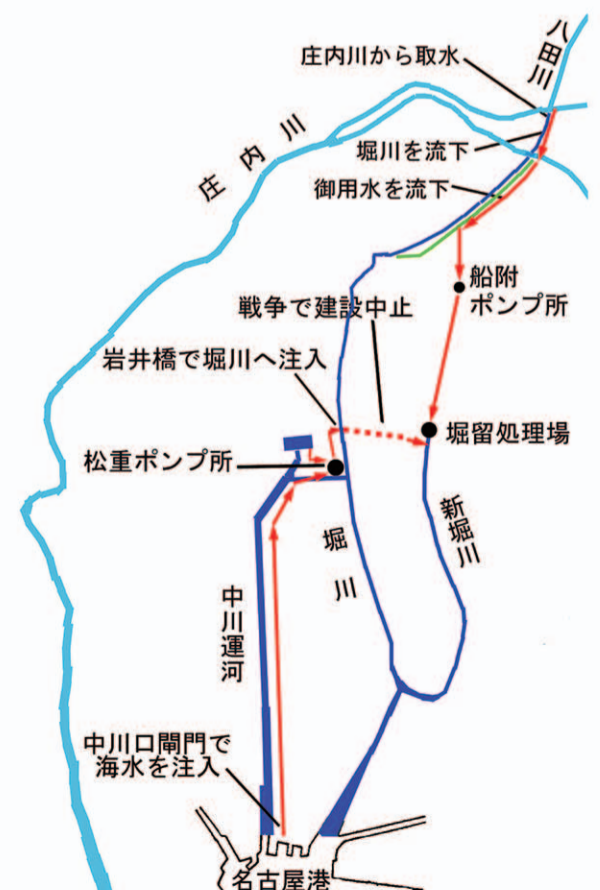 八田川
庄内川から取水
庄内川
堀川を流下
御用水を流下
船附
ポンプ所
戦争で建設中止
岩井橋で堀川へ注入
堀留処理場
松重ポンプ所
新堀川
堀川
中川運河
中川口閘門で
海水を注入
名古屋港